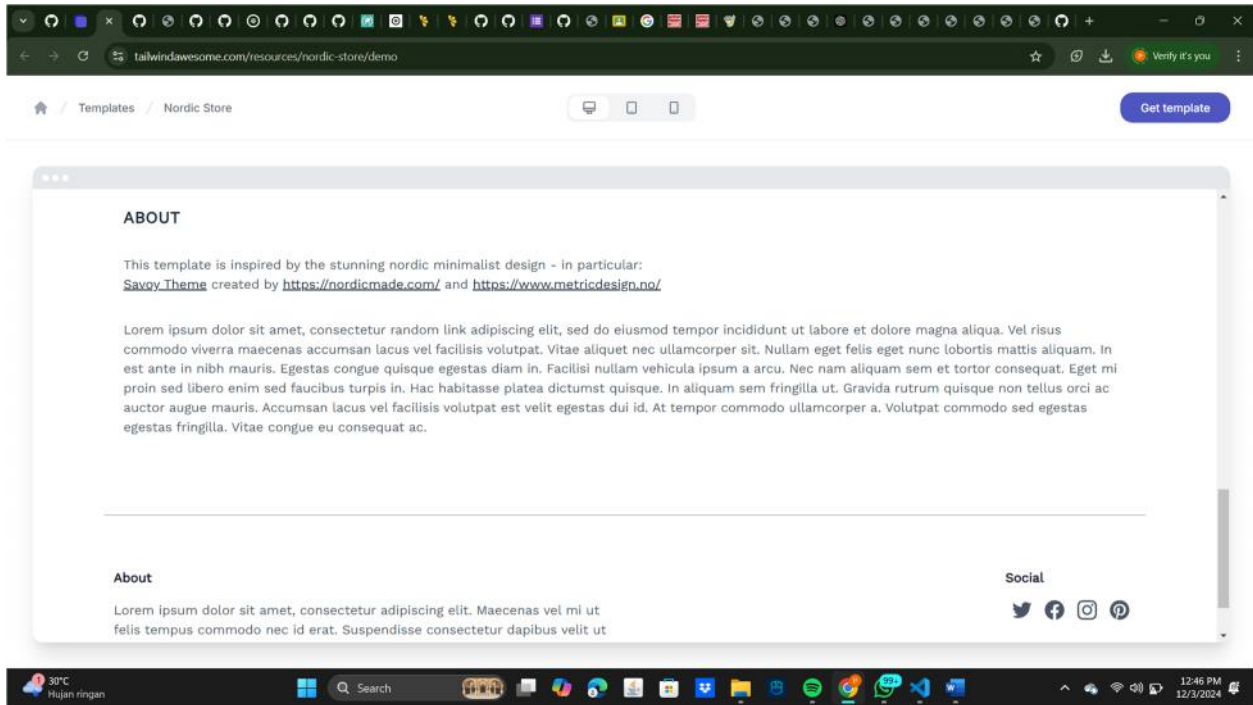 tailwindawesome.com/resources/nordic-store/demo
Verify it's you
/ Templates / Nordic Store
Get template
ABOUT
This template is inspired by the stunning nordic minimalist design - in particular:
Savoy Theme created by https://nordicmade.com/ and https://www.metricdesign.no/
Lorem ipsum dolor sit amet, consectetur random link adipiscing elit, sed do eiusmod tempor incididunt ut labore et dolore magna aliqua. Vel risus
commodo viverra maecenas accumsan lacus vel facilisis volutpat. Vitae aliquet nec ullamcorper sit. Nullam eget felis eget nunc lobortis mattis aliquam. In
est ante in nibh mauris. Egestas congue quisque egestas diam in. Facilisi nullam vehicula ipsum a arcu. Nec nam aliquam sem et tortor consequat. Eget mi
proin sed libero enim sed faucibus turpis in. Hac habitasse platea dictumst quisque. In aliquam sem fringilla ut. Gravida rutrum quisque non tellus orci ac
auctor augue mauris. Accumsan lacus vel facilisis volutpat est velit egestas dui id. At tempor commodo ullamcorper a. Volutpat commodo sed egestas
egestas fringilla. Vitae congue eu consequat ac.
About
Social
Lorem ipsum dolor sit amet, consectetur adipiscing elit. Maecenas vel mi ut
felis tempus commodo nec id erat. Suspendisse consectetur dapibus velit ut
1
30°C
Hujan ringan
Search
99+
12:46 PM
12/3/2024